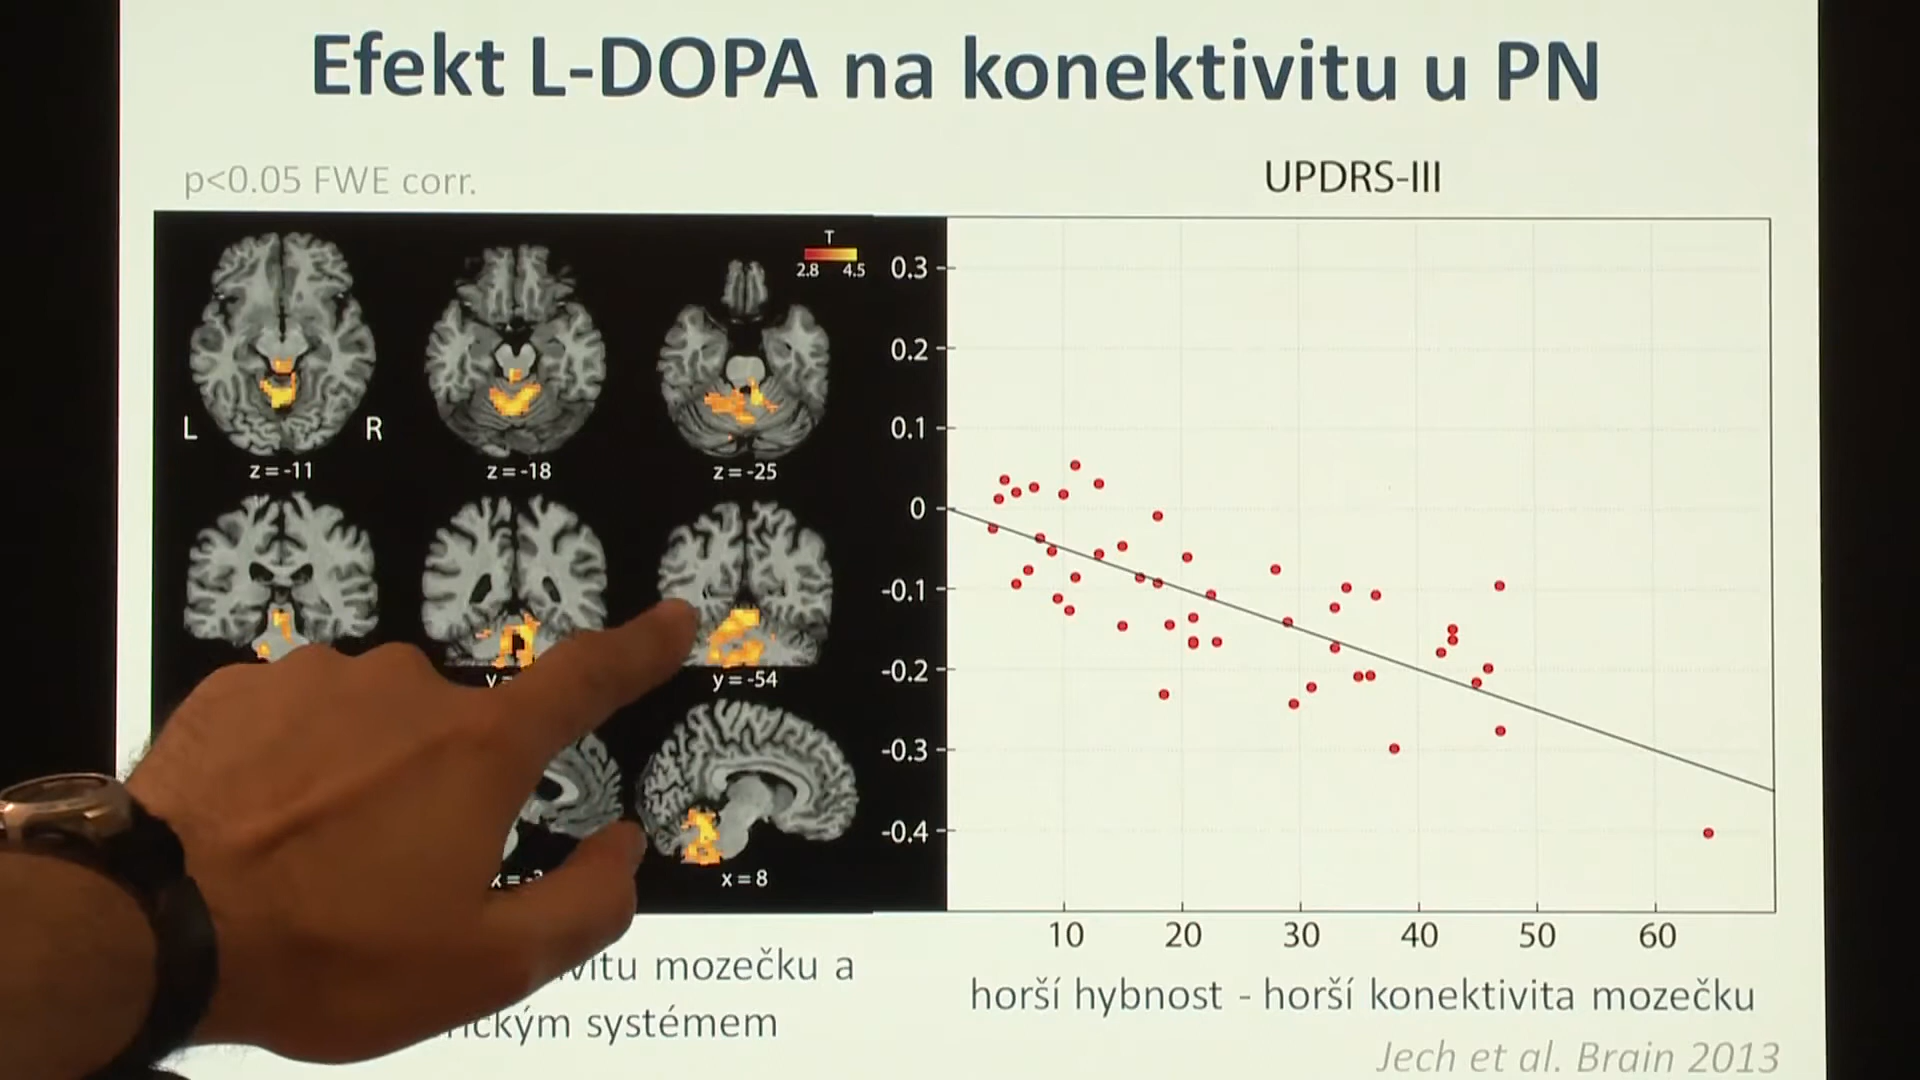 Efekt L-DOPA na konektivitu u PN
p<0.05 FWE corr.
UPDRS-III
T
2.8 4.5
L R
z = -11
z = -18
z = -25
y = -54
x = 8
0.3
0.2
0.1
0
-0.1
-0.2
-0.3
-0.4
10 20 30 40 50 60
mozečku a
systémem
horší hybnost - horší konektivita mozečku
Jech et al. Brain 2013